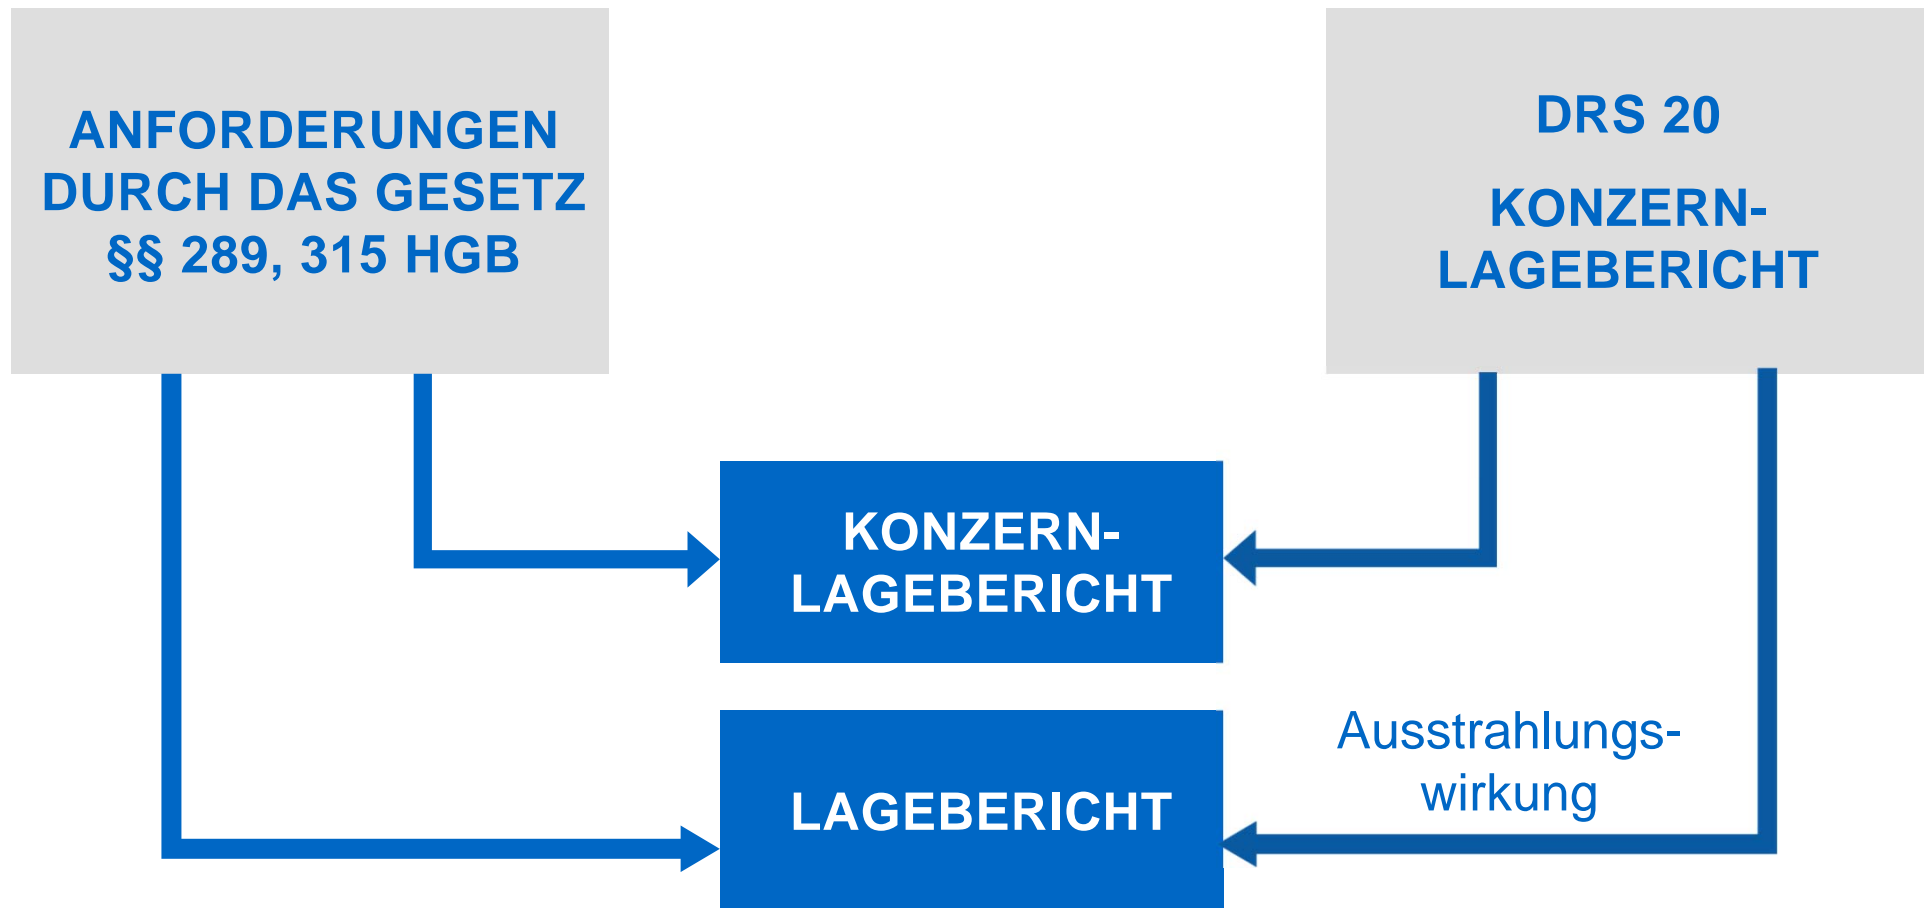 ANFORDERUNGEN
DURCH DAS GESETZ
§§ 289, 315 HGB
DRS 20
KONZERN-
LAGEBERICHT
KONZERN-
LAGEBERICHT
LAGEBERICHT
Ausstrahlungs-
wirkung